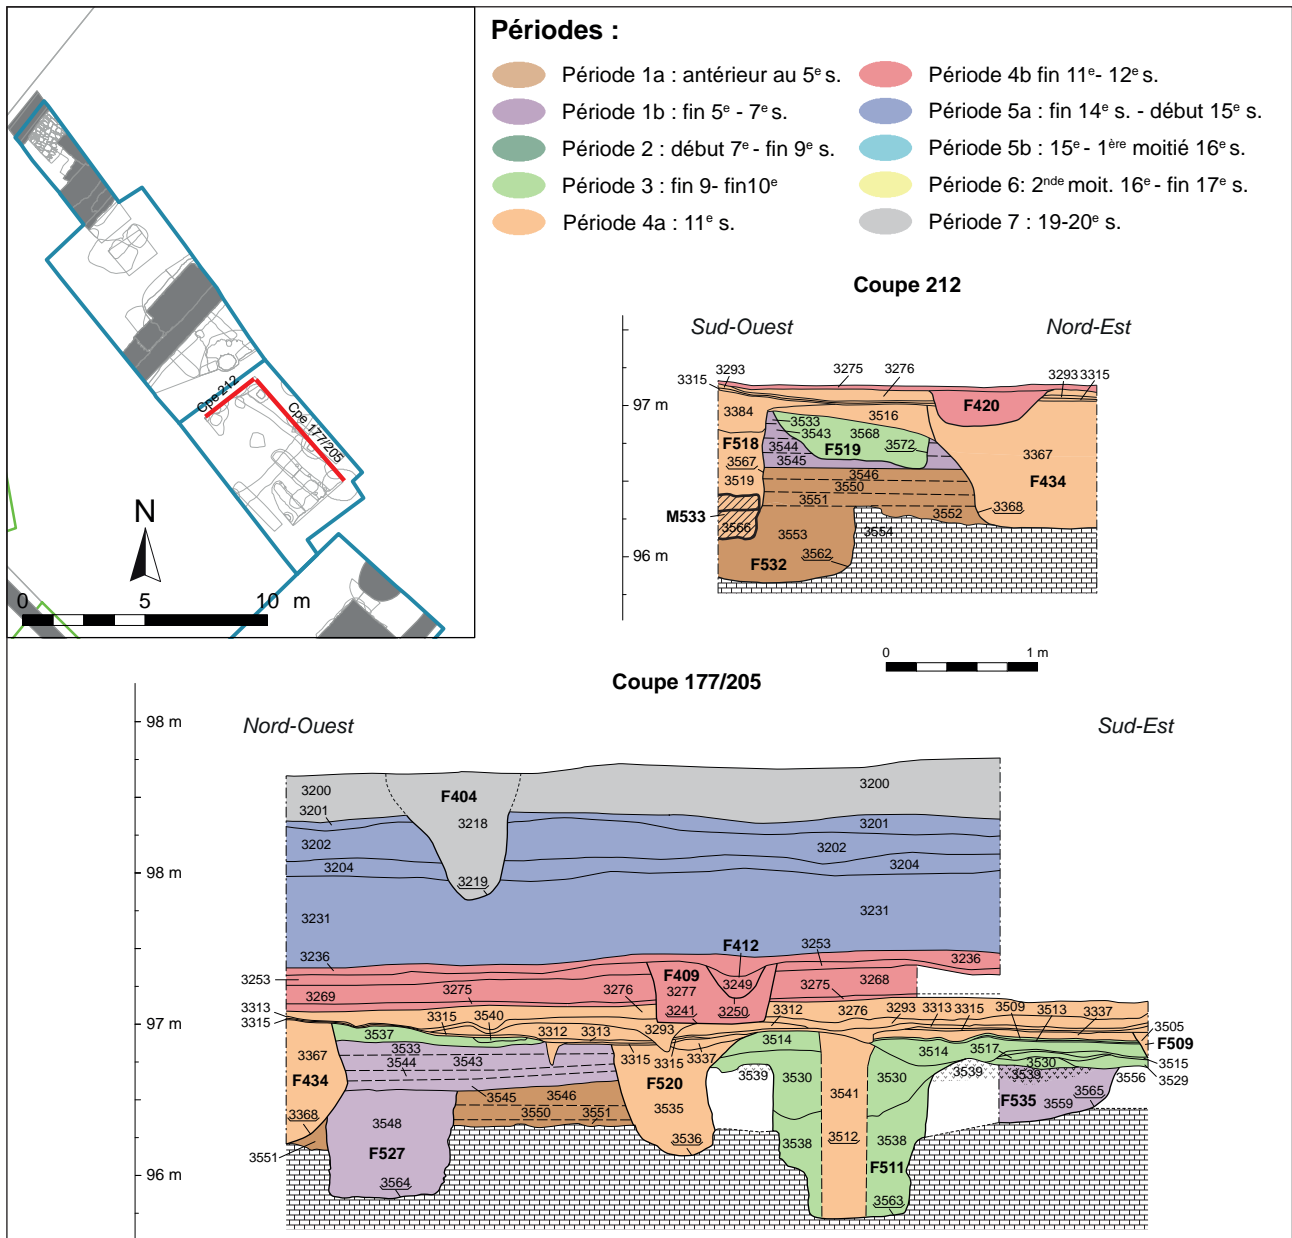 Périodes :
Période 1a : antérieur au 5e s.
Période 1b : fin 5e - 7e s.
Période 2 : début 7e - fin 9e s.
Période 3 : fin 9- fin10e
Période 4a : 11e s.
Période 4b fin 11e- 12e s.
Période 5a : fin 14e s. - début 15e s.
Période 5b : 15e - 1ère moitié 16e s.
Période 6: 2nde moit. 16e - fin 17e s.
Période 7 : 19-20e s.
Cpe 212
Cpe 177/205
N
0 5 10 m
Coupe 212
Sud-Ouest Nord-Est
3293 3275 3276 3293 3315
3315
97 m
F420
3384 3516
3533
3543 3568
F518 3544 F519 3572 3367
3567 3545
3519 3546 F434
3550
3551
M533 3552 3368
3566 3553 3554
96 m
F532 3562
0 1 m
Coupe 177/205
98 m
Nord-Ouest Sud-Est
3200 F404 3200
3201 3218 3201
3202 3202
3204 3204
98 m 3219
3231 3231
F412
3236 3253 3236
3253 F409 3249 3268
3269 3275 3276 3277 3275
3241 3250
3313 3315 3540 3312 3276 3293 3313 3315 3509 3513 3337
97 m
3315 3312 3313 3293 3505
3537 F509
3367 3533 3315 3315 3337 3514 3514 3517 3515
3544 3543 3530 3556
F434 F520 3539 3530 3530 3539 3539 3529
3545 3546 3541 F535 3565
3368 3550 3551 3535 3559
3548 3536 3538 3512 3538
3551 F527 F511
96 m
3564 3563